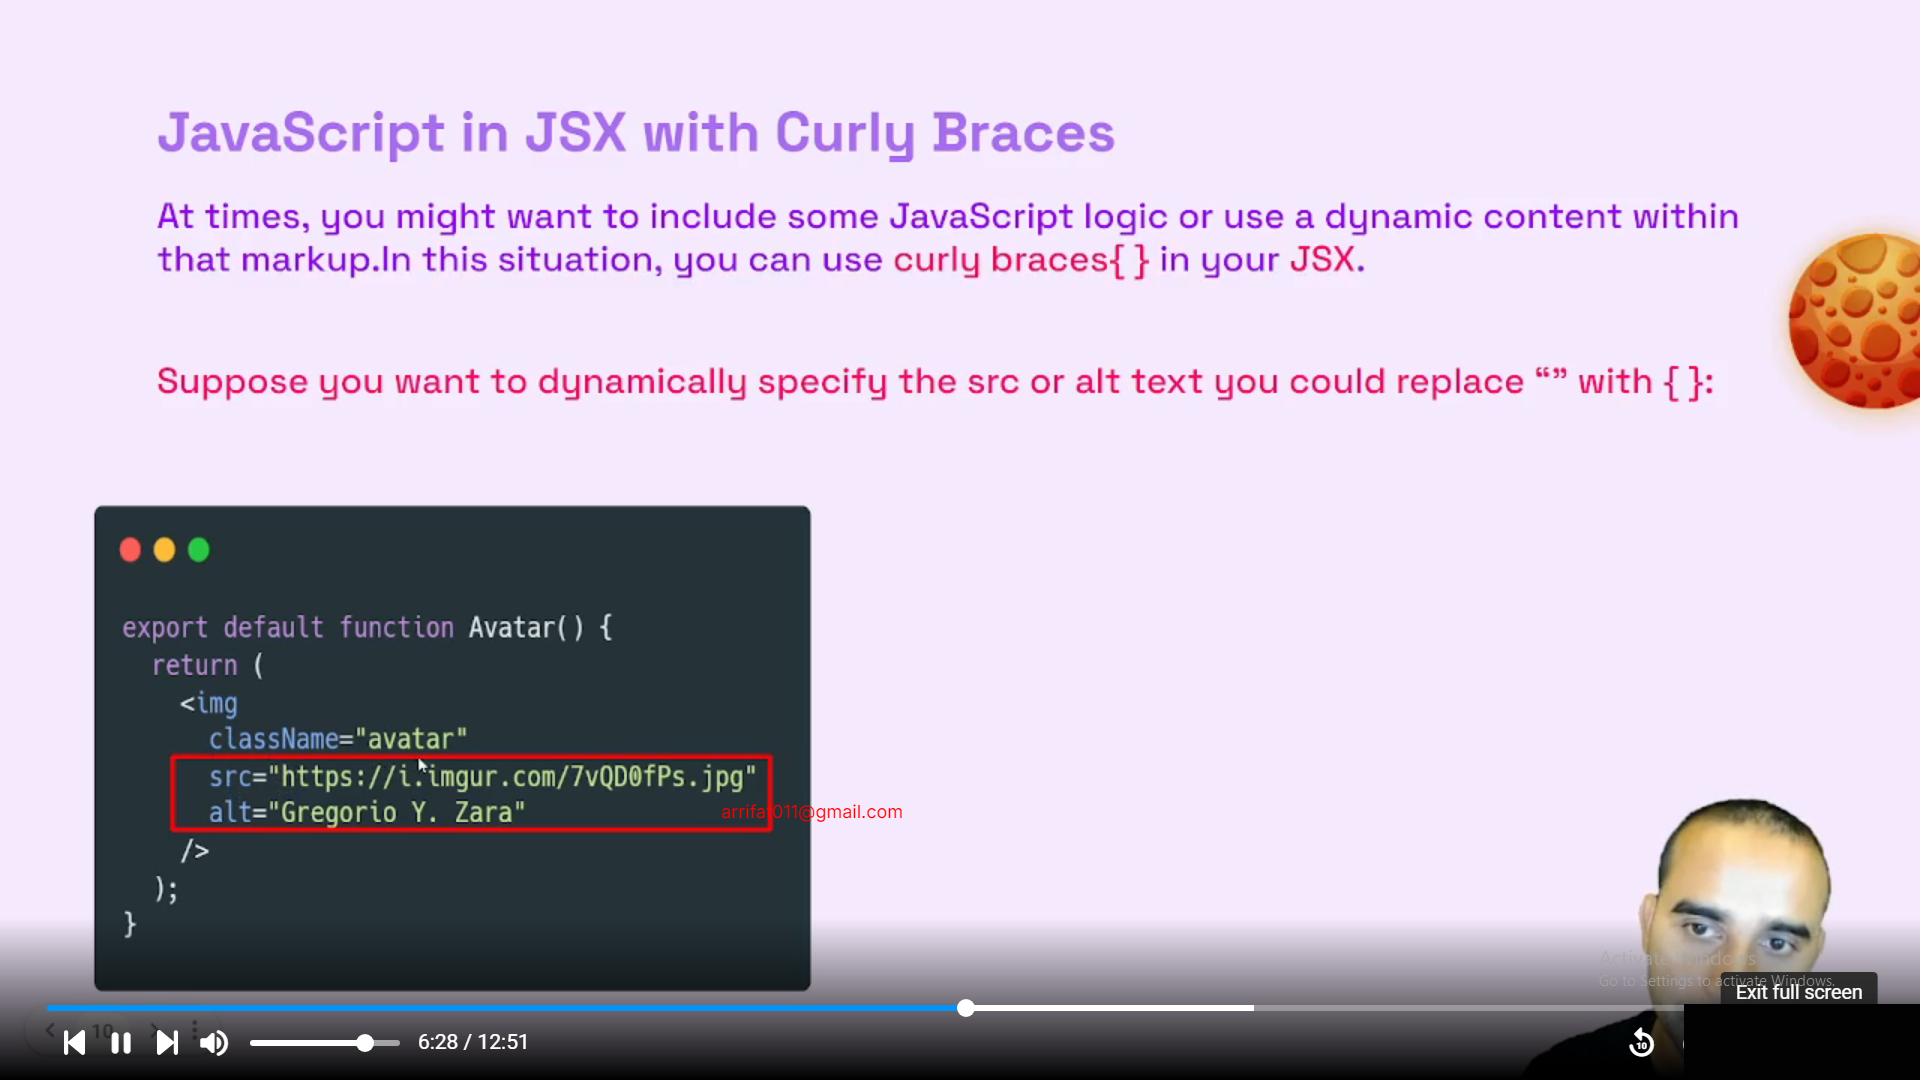 JavaScript in JSX with Curly Braces
At times, you might want to include some JavaScript logic or use a dynamic content within
that markup.In this situation, you can use curly braces{ } in your JSX.
Suppose you want to dynamically specify the src or alt text you could replace “” with { }:
export default function Avatar() {
return (
<img
className="avatar"
src="https://i.imgur.com/7vQD0fPs.jpg"
alt="Gregorio Y. Zara"
arrifat011@gmail.com
/>
);
}
Activate Windows
Go to Settings to activate Windows.
Exit full screen
10
6:28 / 12:51
10